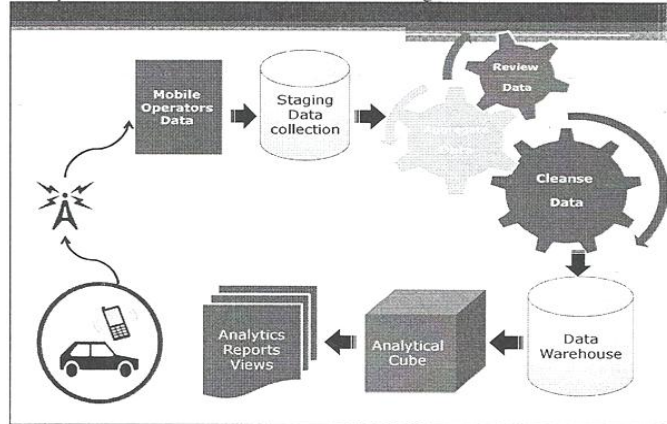 Mobile
Operators
Data
Staging
Data
collection
Review
Data
Cleanse
Data
Data
Warehouse
Analytical
Cube
Analytics
Reports
Views